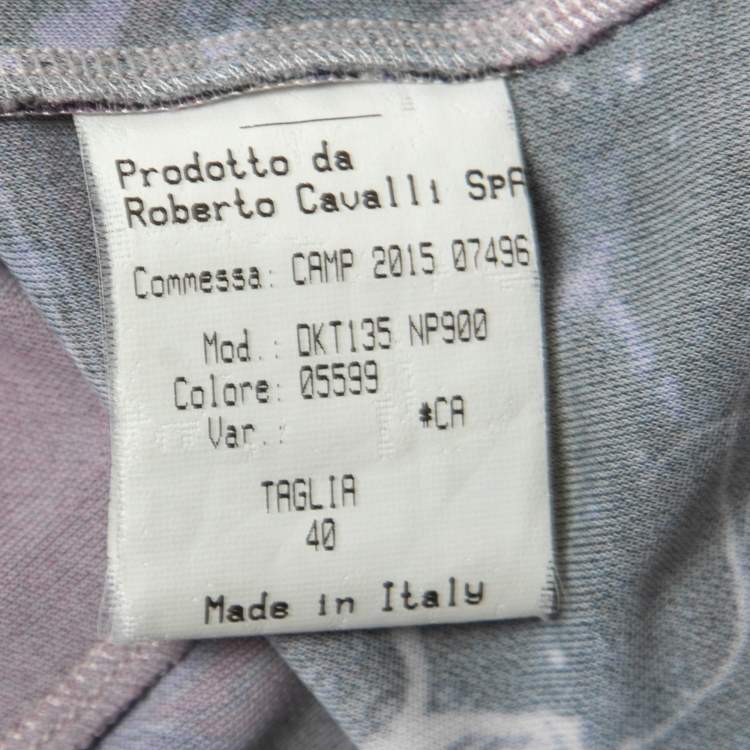 Prodotto da
Roberto Cavalli SpA
Commessa: CAMP 2015 07496
Mod.: DKT135 NP900
Colore: 05599
Var.: #CA
TAGLIA
40
Made in Italy